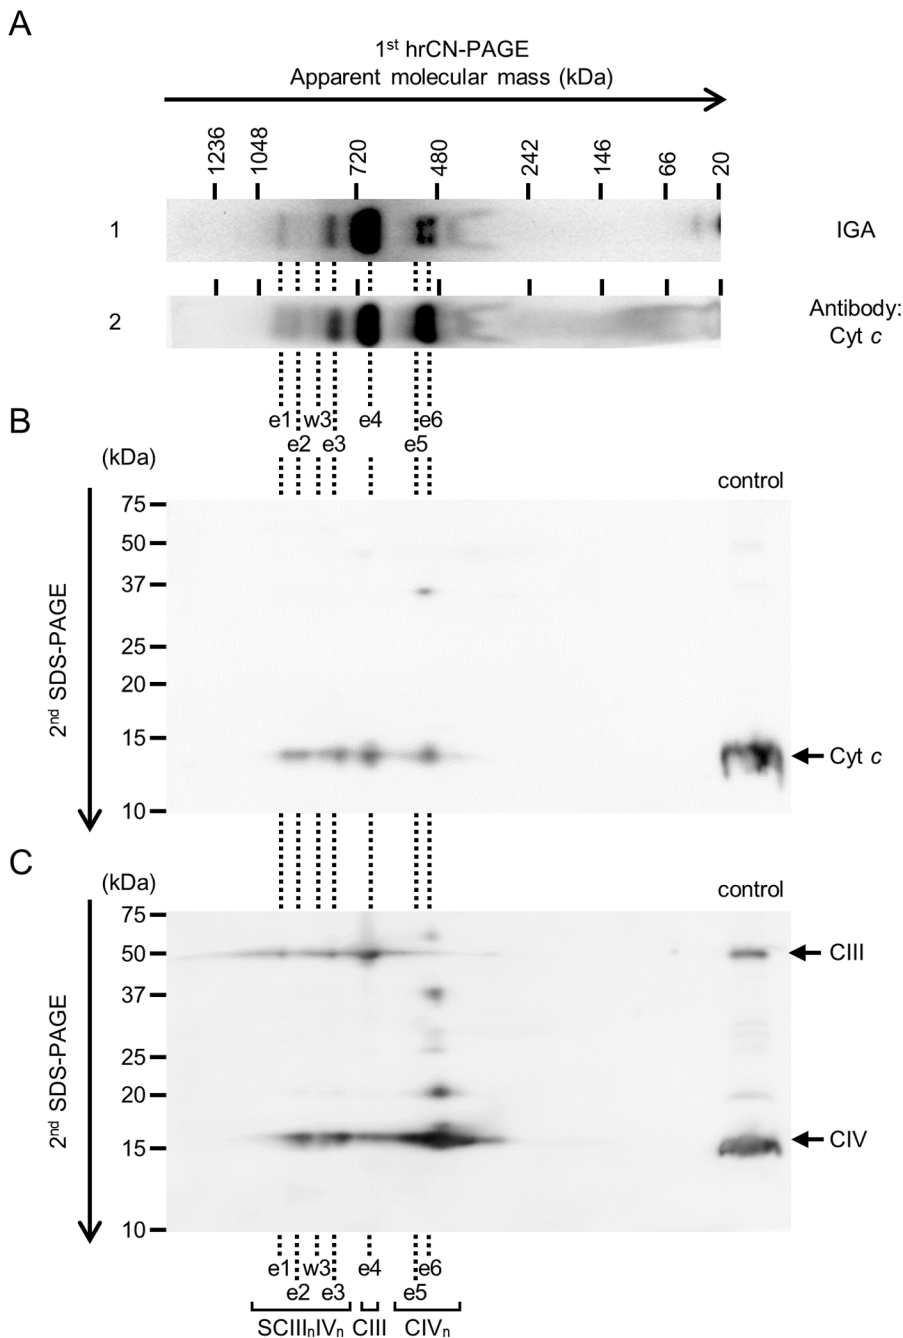 A
1st hrCN-PAGE
Apparent molecular mass (kDa)
1236 1048 720 480 242 146 66 20
1 IGA
2 Antibody:
Cyt c
e1 w3 e4 e6
e2 e3 e5
B
(kDa)
control
75
50
37
25
20
15
10
2nd SDS-PAGE
Cyt c
C
(kDa)
control
75
50
37
25
20
15
10
2nd SDS-PAGE
CIII
CIV
e1 w3 e4 e6
e2 e3 e5
SCIIInIVn CIII CIVn